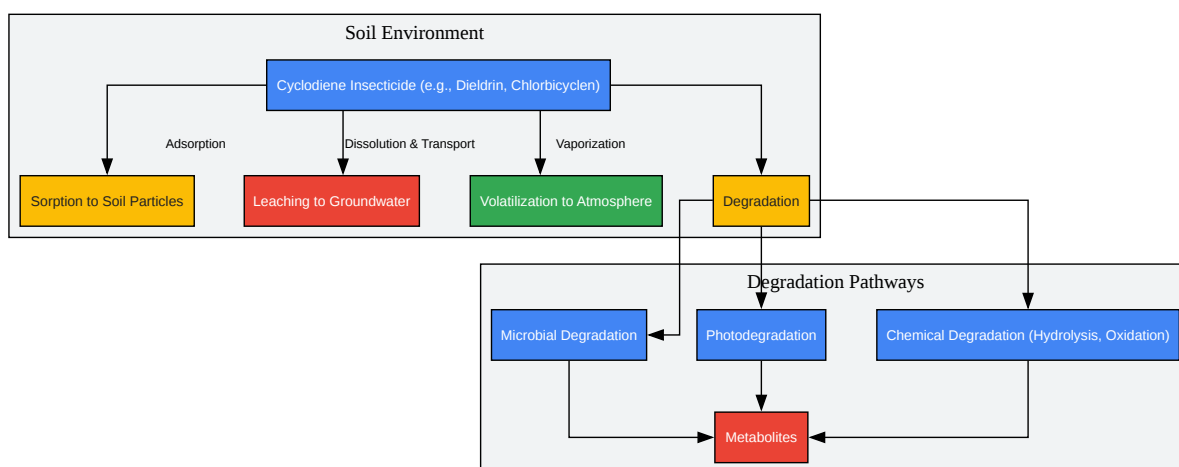 Soil Environment
Cyclodiene Insecticide (e.g., Dieldrin, Chlorbicyclen)
Adsorption
Dissolution & Transport
Vaporization
Sorption to Soil Particles
Leaching to Groundwater
Volatilization to Atmosphere
Degradation
Degradation Pathways
Microbial Degradation
Photodegradation
Chemical Degradation (Hydrolysis, Oxidation)
Metabolites